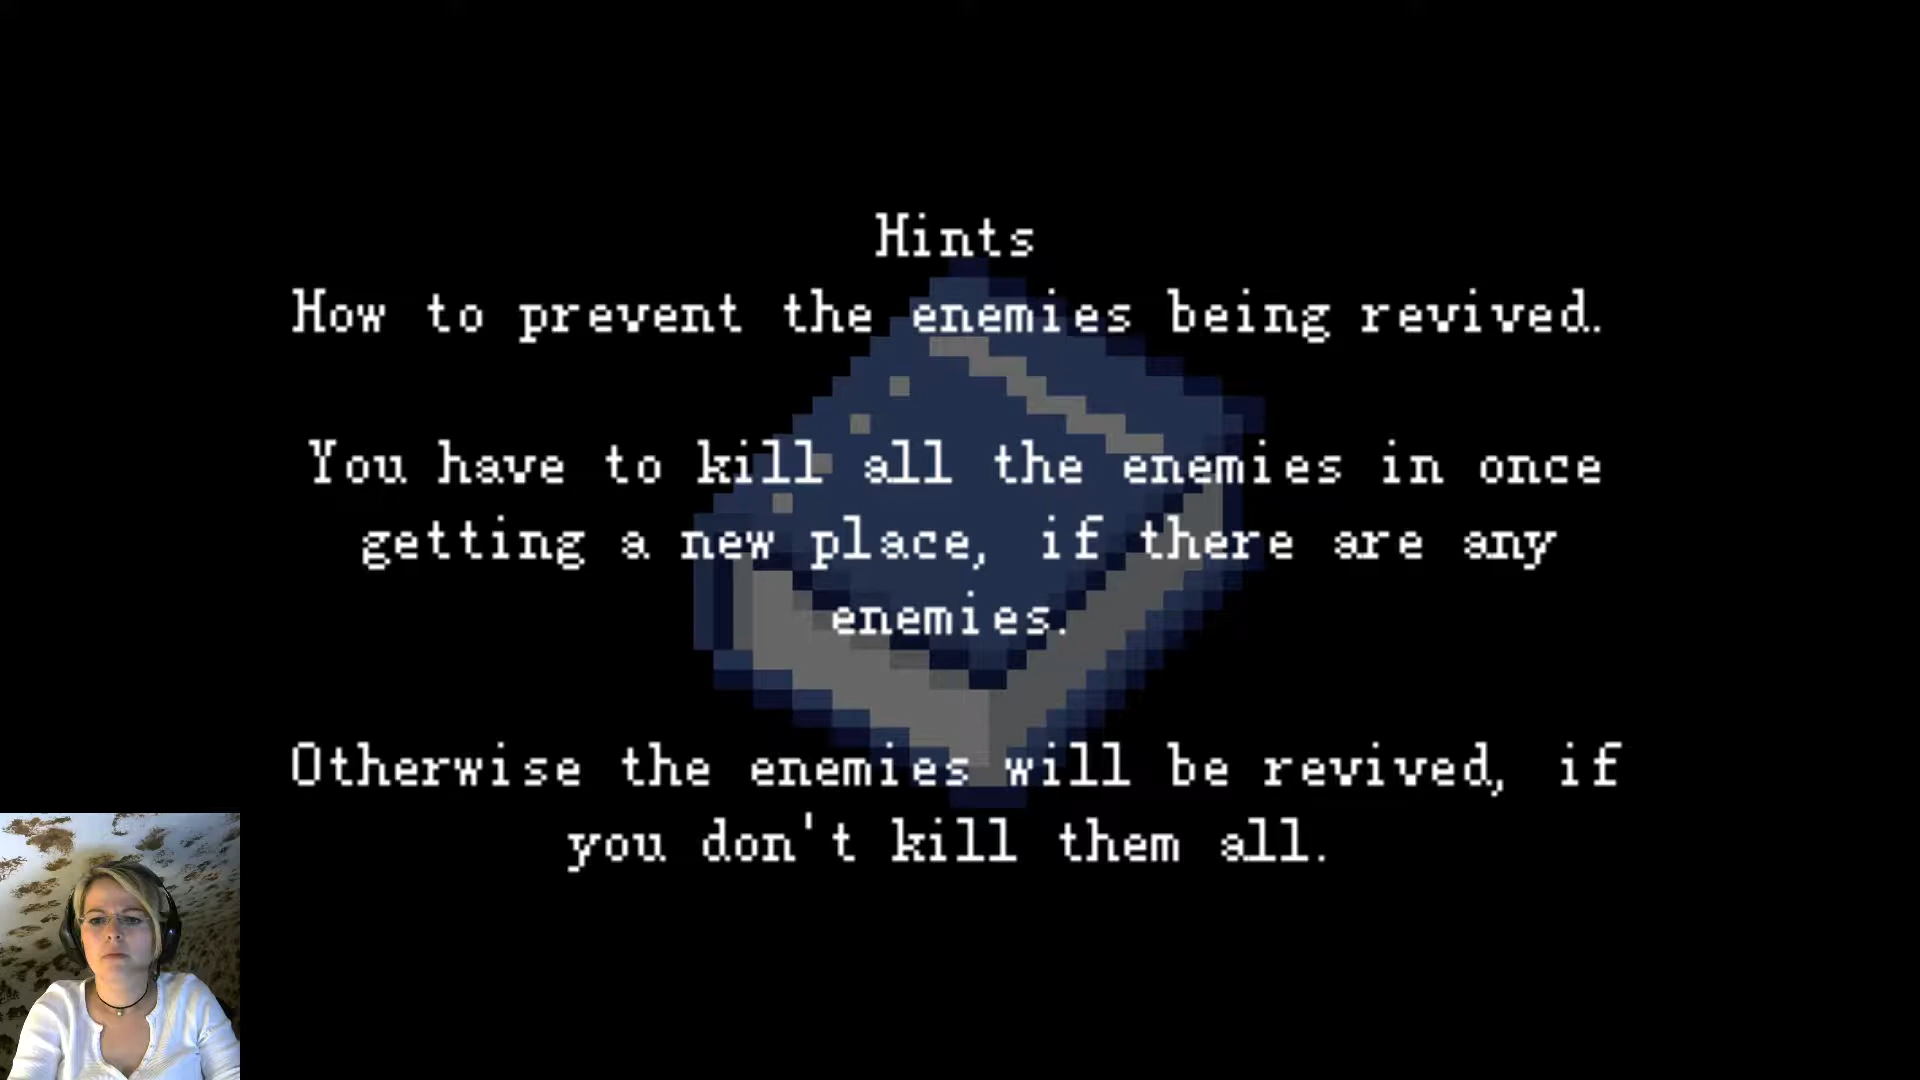 Hints
How to prevent the enemies being revived.
You have to kill all the enemies in once
getting a new place, if there are any
enemies.
Otherwise the enemies will be revived, if
you don't kill them all.